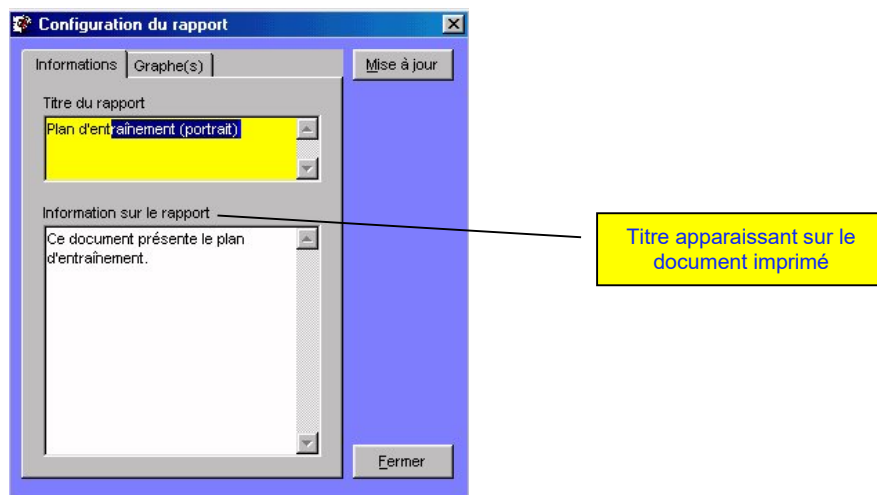 Configuration du rapport
Informations
Graphe(s)
Mise à jour
Titre du rapport
Plan d'entraînement (portrait)
Information sur le rapport
Ce document présente le plan
d'entraînement.
Titre apparaissant sur le
document imprimé
Fermer